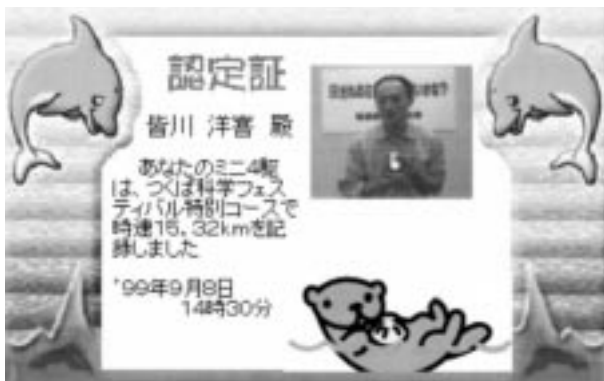 認定証
皆川 洋喜 殿
あなたのミニ4駆
は、つくば科学フェス
ティバル特別コースで
時速15.32kmを記
録しました
'99年9月8日
14時30分